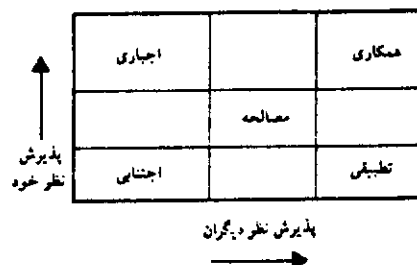 همکاری
اجباری
مصالحه
پذیرش
نظر خود
تطبیقی
اجتنابی
پذیرش نظر دیگران